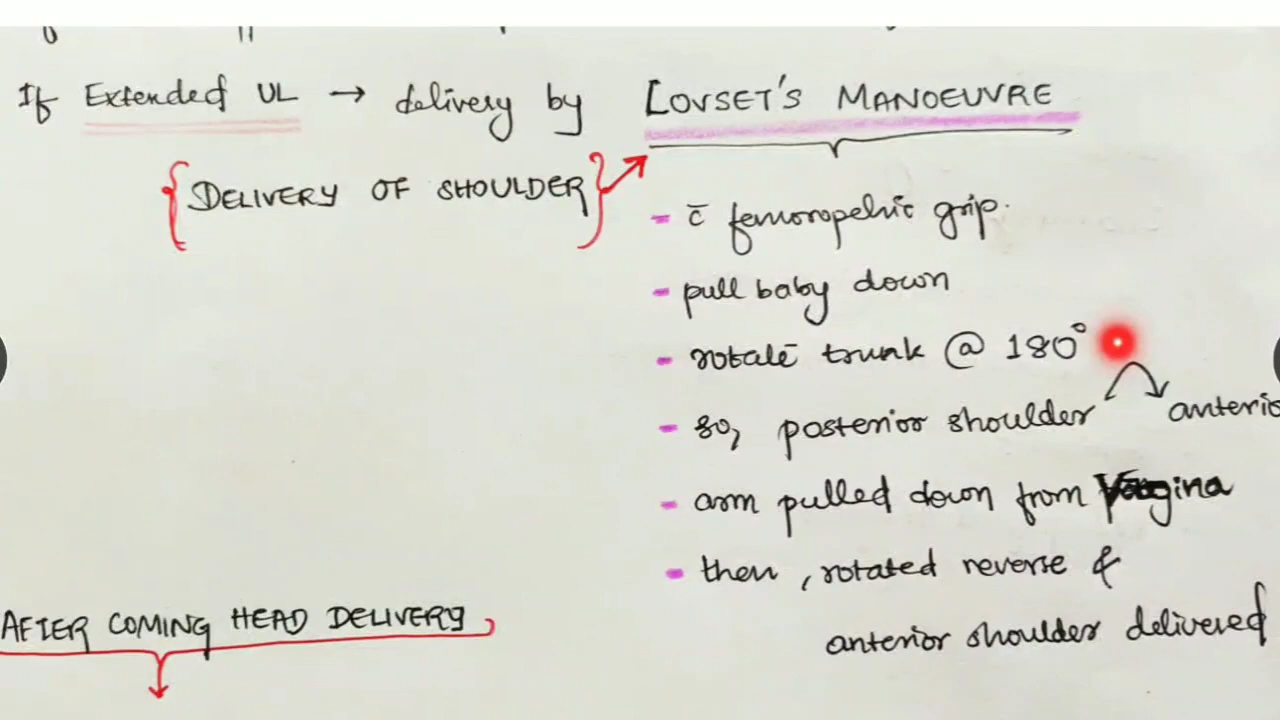 If Extended UL → delivery by LOVSET'S MANOEUVRE
{DELIVERY OF SHOULDER}
- c̄ femoropelvic grip.
- pull baby down
- rotate trunk @ 180°
- so, posterior shoulder anterio
- arm pulled down from Vagina
- then, rotated reverse &
anterior shoulder delivered
AFTER COMING HEAD DELIVERY